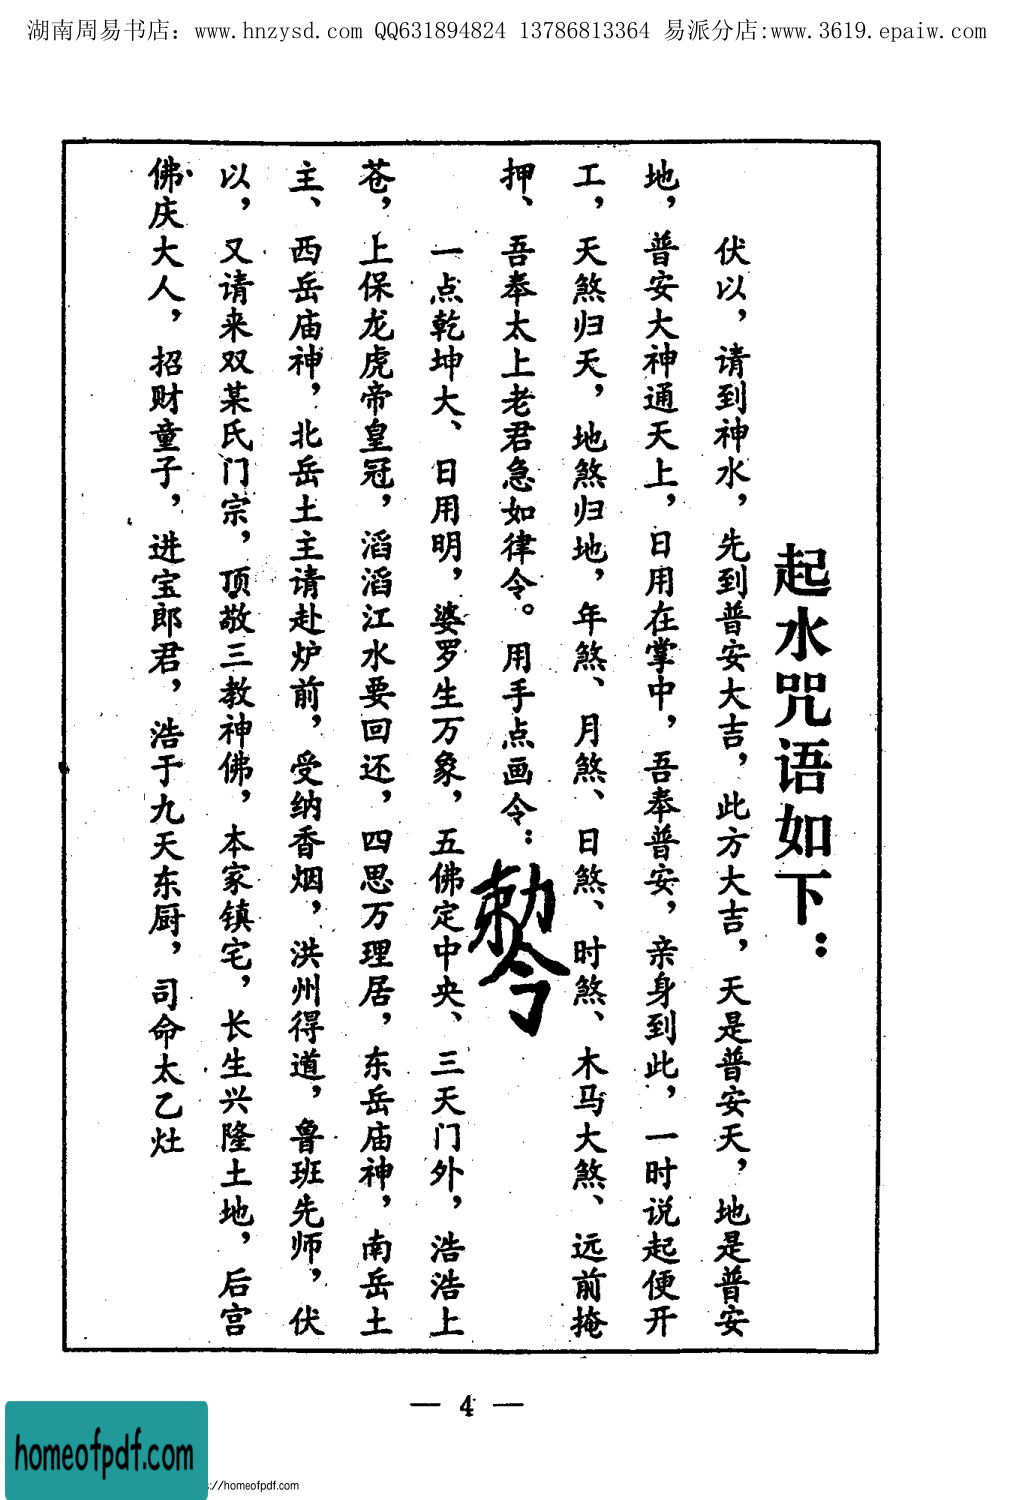 湖南周易书店：www.hnzysd.com QQ631894824 13786813364 易派分店:www.3619.epaiw.com
起水咒语如下：
伏以，请到神水，先到普安大吉，此方大吉，天是普安天，地是普安
地，普安大神通天上，日用在掌中，吾奉普安，亲身到此，一时说起便开
工，天煞归天，地煞归地，年煞、月煞、日煞、时煞、木马大煞、远前掩
押、吾奉太上老君急如律令。用手点画令：
敕令
一点乾坤大、日用明，婆罗生万象，五佛定中央、三天门外，浩浩上
苍，上保龙虎帝皇冠，滔滔江水要回还，四思万理居，东岳庙神，南岳土
主、西岳庙神，北岳土主请赴炉前，受纳香烟，洪州得道，鲁班先师，伏
以，又请来双某氏门宗，顶敬三教神佛，本家镇宅，长生兴隆土地，后宫
佛庆大人，招财童子，进宝郎君，浩于九天东厨，司命太乙灶
— 4 —
homeofpdf.com
s://homeofpdf.com